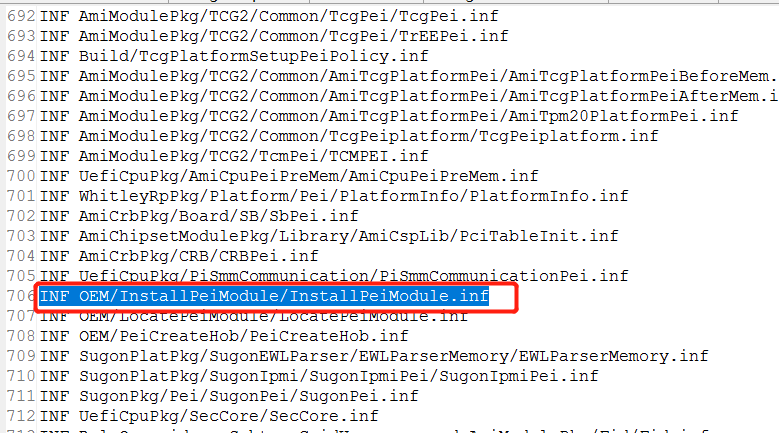 692 INF AmiModulePkg/TCG2/Common/TcgPei/TcgPei.inf
693 INF AmiModulePkg/TCG2/Common/TcgPei/TrEEPei.inf
694 INF Build/TcgPlatformSetupPeiPolicy.inf
695 INF AmiModulePkg/TCG2/Common/AmiTcgPlatformPei/AmiTcgPlatformPeiBeforeMem.
696 INF AmiModulePkg/TCG2/Common/AmiTcgPlatformPei/AmiTcgPlatformPeiAfterMem.i
697 INF AmiModulePkg/TCG2/Common/AmiTcgPlatformPei/AmiTpm20PlatformPei.inf
698 INF AmiModulePkg/TCG2/Common/TcgPeiplatform/TcgPeiplatform.inf
699 INF AmiModulePkg/TCG2/TcmPei/TCMPEI.inf
700 INF UefiCpuPkg/AmiCpuPeiPreMem/AmiCpuPeiPreMem.inf
701 INF WhitleyRpPkg/Platform/Pei/PlatformInfo/PlatformInfo.inf
702 INF AmiCrbPkg/Board/SB/SbPei.inf
703 INF AmiChipsetModulePkg/Library/AmiCspLib/PciTableInit.inf
704 INF AmiCrbPkg/CRB/CRBPei.inf
705 INF UefiCpuPkg/PiSmmCommunication/PiSmmCommunicationPei.inf
706 INF OEM/InstallPeiModule/InstallPeiModule.inf
707 INF OEM/LocatePeiModule/LocatePeiModule.inf
708 INF OEM/PeiCreateHob/PeiCreateHob.inf
709 INF SugonPlatPkg/SugonEWLParser/EWLParserMemory/EWLParserMemory.inf
710 INF SugonPlatPkg/SugonIpmi/SugonIpmiPei/SugonIpmiPei.inf
711 INF SugonPkg/Pei/SugonPei/SugonPei.inf
712 INF UefiCpuPkg/SecCore/SecCore.inf